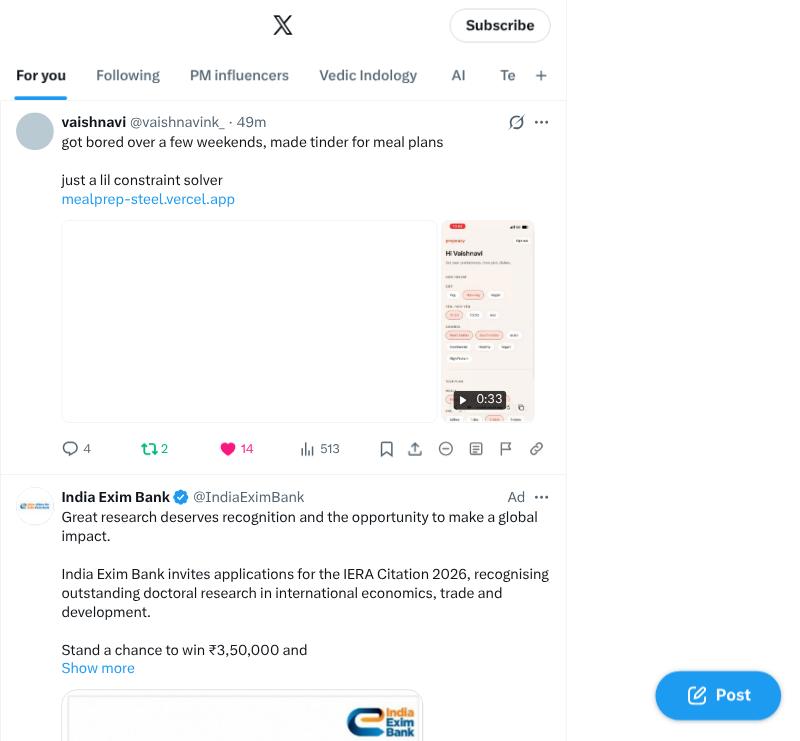 Subscribe
For you
Following
PM influencers
Vedic Indology
AI
Te
vaishnavi @vaishnavink_ · 49m
got bored over a few weekends, made tinder for meal plans
just a lil constraint solver
mealprep-steel.vercel.app
Hi Vaishnavi
0:33
4
2
14
513
India Exim Bank @IndiaEximBank
Ad
Great research deserves recognition and the opportunity to make a global
impact.
India Exim Bank invites applications for the IERA Citation 2026, recognising
outstanding doctoral research in international economics, trade and
development.
Stand a chance to win ₹3,50,000 and
Show more
India
Exim
Bank
Post